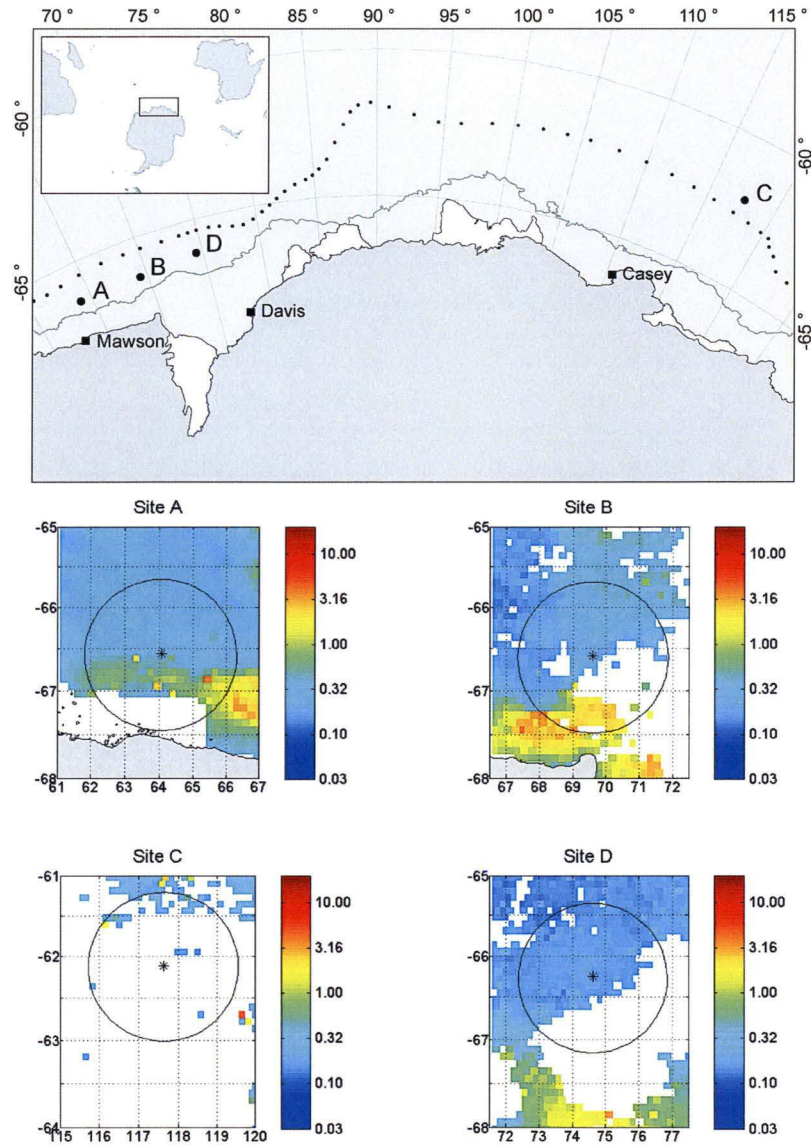 70° 75° 80° 85° 90° 95° 100° 105° 110° 115°
-60°
-65°
-60°
-65°
A
B
D
C
Mawson
Davis
Casey
Site A
-65
-66
-67
-68
61 62 63 64 65 66 67
10.00
3.16
1.00
0.32
0.10
0.03
Site B
-65
-66
-67
-68
67 68 69 70 71 72
10.00
3.16
1.00
0.32
0.10
0.03
Site C
-61
-62
-63
-64
115 116 117 118 119 120
10.00
3.16
1.00
0.32
0.10
0.03
Site D
-65
-66
-67
-68
72 73 74 75 76 77
10.00
3.16
1.00
0.32
0.10
0.03